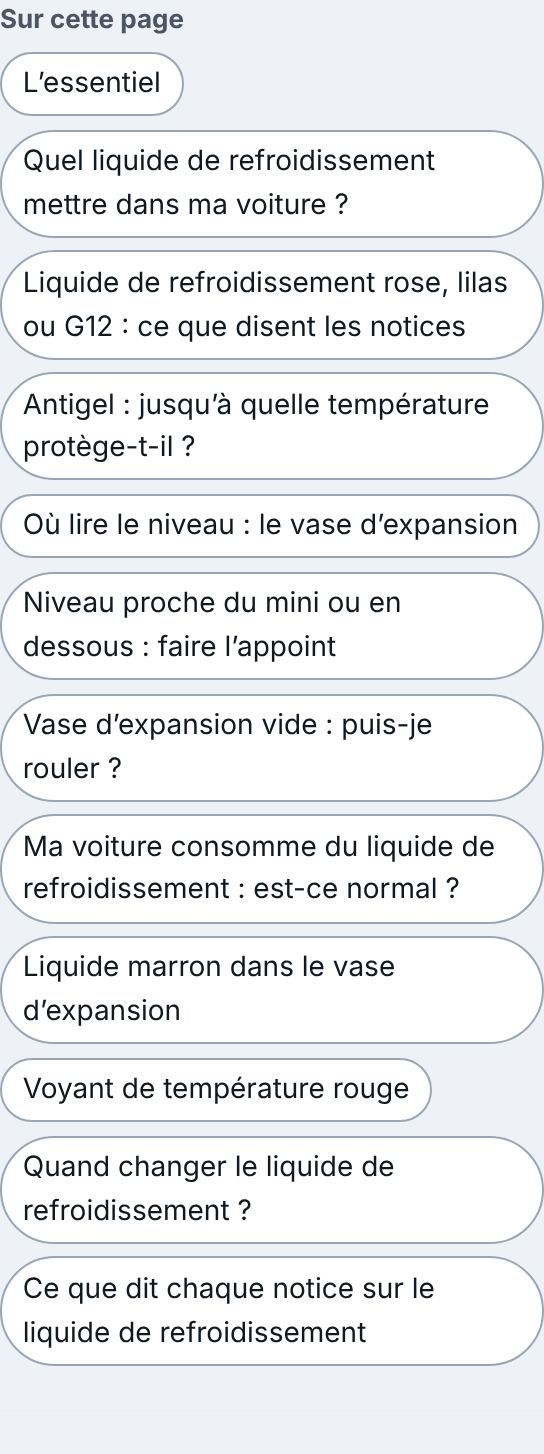 Sur cette page
L’essentiel
Quel liquide de refroidissement
mettre dans ma voiture ?
Liquide de refroidissement rose, lilas
ou G12 : ce que disent les notices
Antigel : jusqu’à quelle température
protège-t-il ?
Où lire le niveau : le vase d’expansion
Niveau proche du mini ou en
dessous : faire l’appoint
Vase d’expansion vide : puis-je
rouler ?
Ma voiture consomme du liquide de
refroidissement : est-ce normal ?
Liquide marron dans le vase
d’expansion
Voyant de température rouge
Quand changer le liquide de
refroidissement ?
Ce que dit chaque notice sur le
liquide de refroidissement